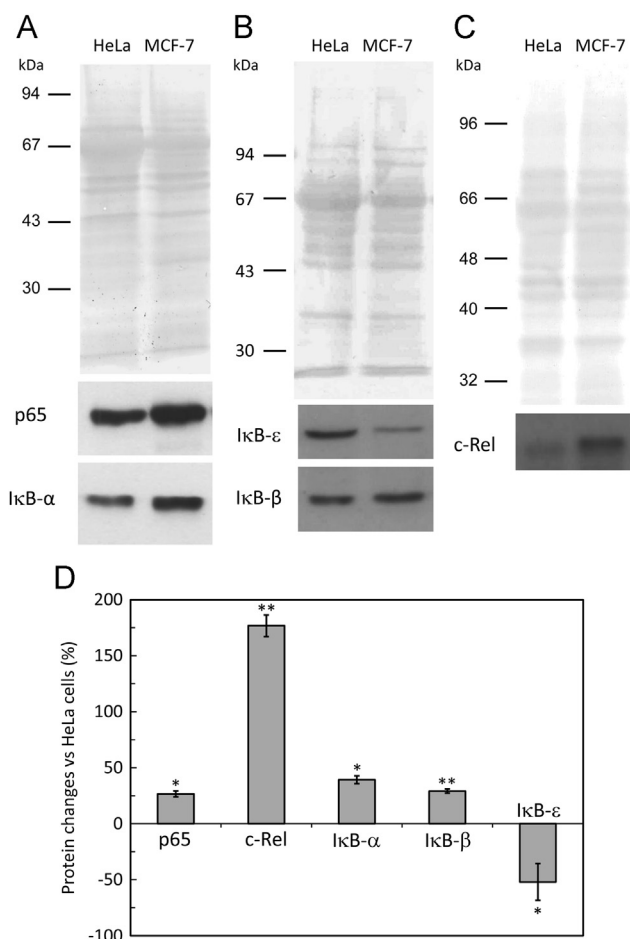 A
HeLa MCF-7
kDa
94
67
43
30
p65
IκB-α
B
HeLa MCF-7
kDa
94
67
43
30
IκB-ε
IκB-β
C
HeLa MCF-7
kDa
96
66
48
40
32
c-Rel
D
Protein changes vs HeLa cells (%)
200
150
100
50
0
-50
-100
*
**
*
**
*
p65 c-Rel IκB-α IκB-β IκB-ε